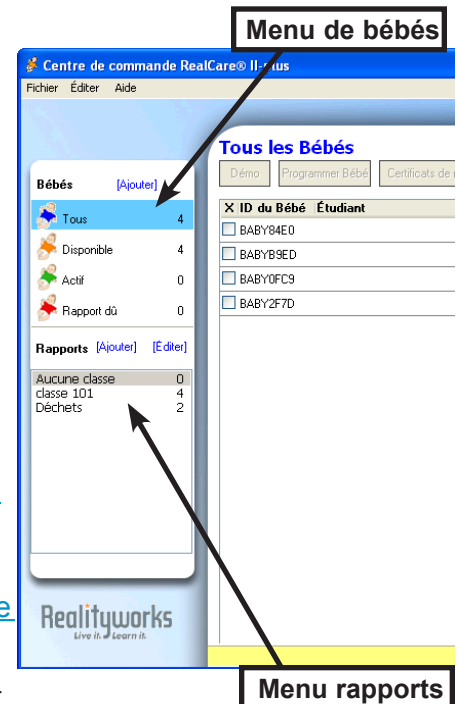 Menu de bébés
Centre de commande RealCare® II-plus
Fichier Éditer Aide
Tous les Bébés
Démo Programmer Bébé Certificats de
Bébés [Ajouter]
Tous 4
Disponible 4
Actif 0
Rapport dû 0
X ID du Bébé Étudiant
BABY84E0
BABYB9ED
BABY0FC9
BABY2F7D
Rapports [Ajouter] [Éditer]
Aucune classe 0
classe 101 4
Déchets 2
e
Realityworks
Live it. Learn it.
Menu rapports